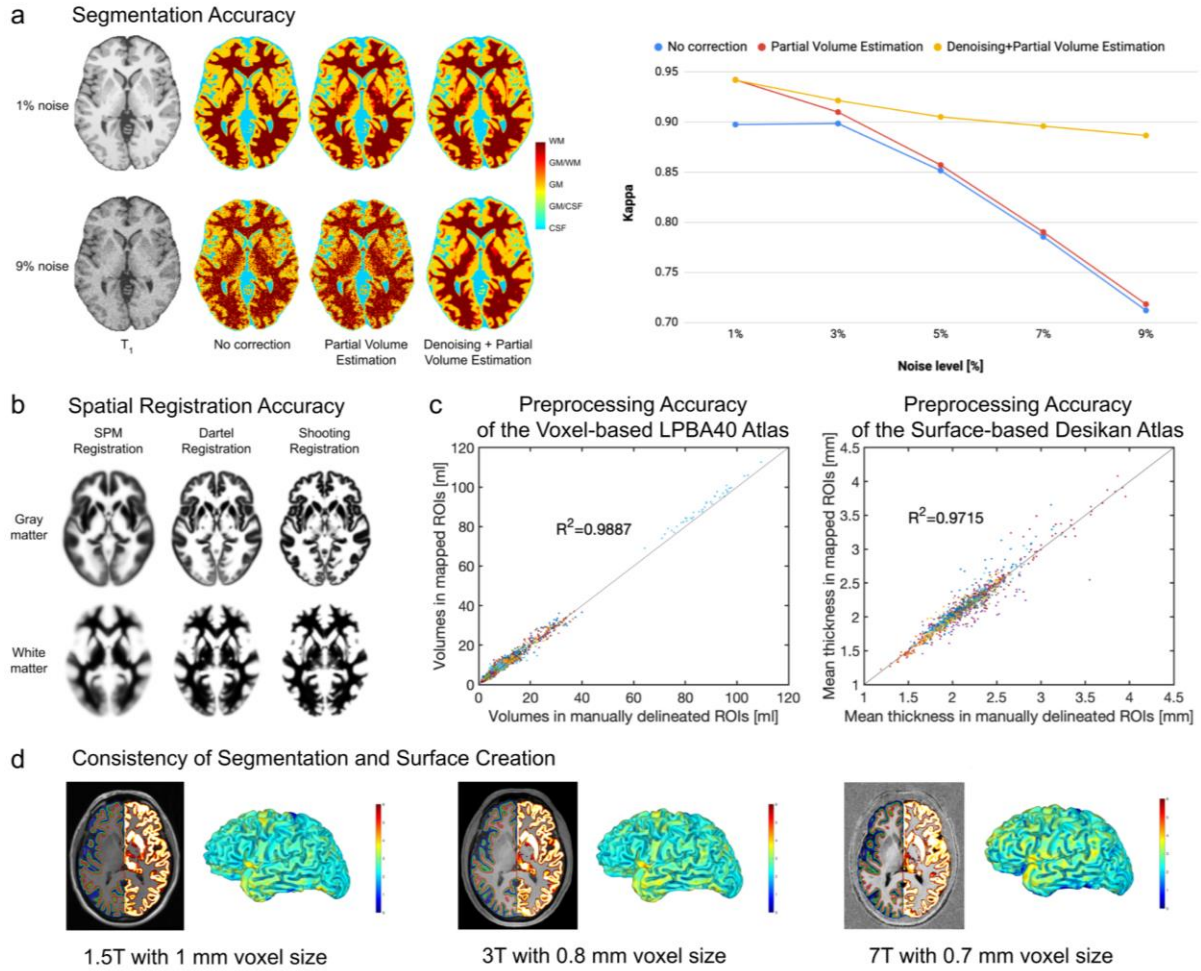 a
Segmentation Accuracy
1% noise
9% noise
WM
GM/WM
GM
GM/CSF
CSF
T1
No correction
Partial Volume
Estimation
Denoising + Partial
Volume Estimation
No correction
Partial Volume Estimation
Denoising+Partial Volume Estimation
0.95
0.90
0.85
0.80
0.75
0.70
Kappa
1%
3%
5%
7%
9%
Noise level [%]
b
Spatial Registration Accuracy
SPM
Registration
Dartel
Registration
Shooting
Registration
Gray
matter
White
matter
c
Preprocessing Accuracy
of the Voxel-based LPBA40 Atlas
120
100
80
60
40
20
0
Volumes in mapped ROIs [ml]
R2=0.9887
0
20
40
60
80
100
120
Volumes in manually delineated ROIs [ml]
Preprocessing Accuracy
of the Surface-based Desikan Atlas
4.5
4
3.5
3
2.5
2
1.5
1
Mean thickness in mapped ROIs [mm]
R2=0.9715
1
1.5
2
2.5
3
3.5
4
4.5
Mean thickness in manually delineated ROIs [mm]
d
Consistency of Segmentation and Surface Creation
1.5T with 1 mm voxel size
3T with 0.8 mm voxel size
7T with 0.7 mm voxel size